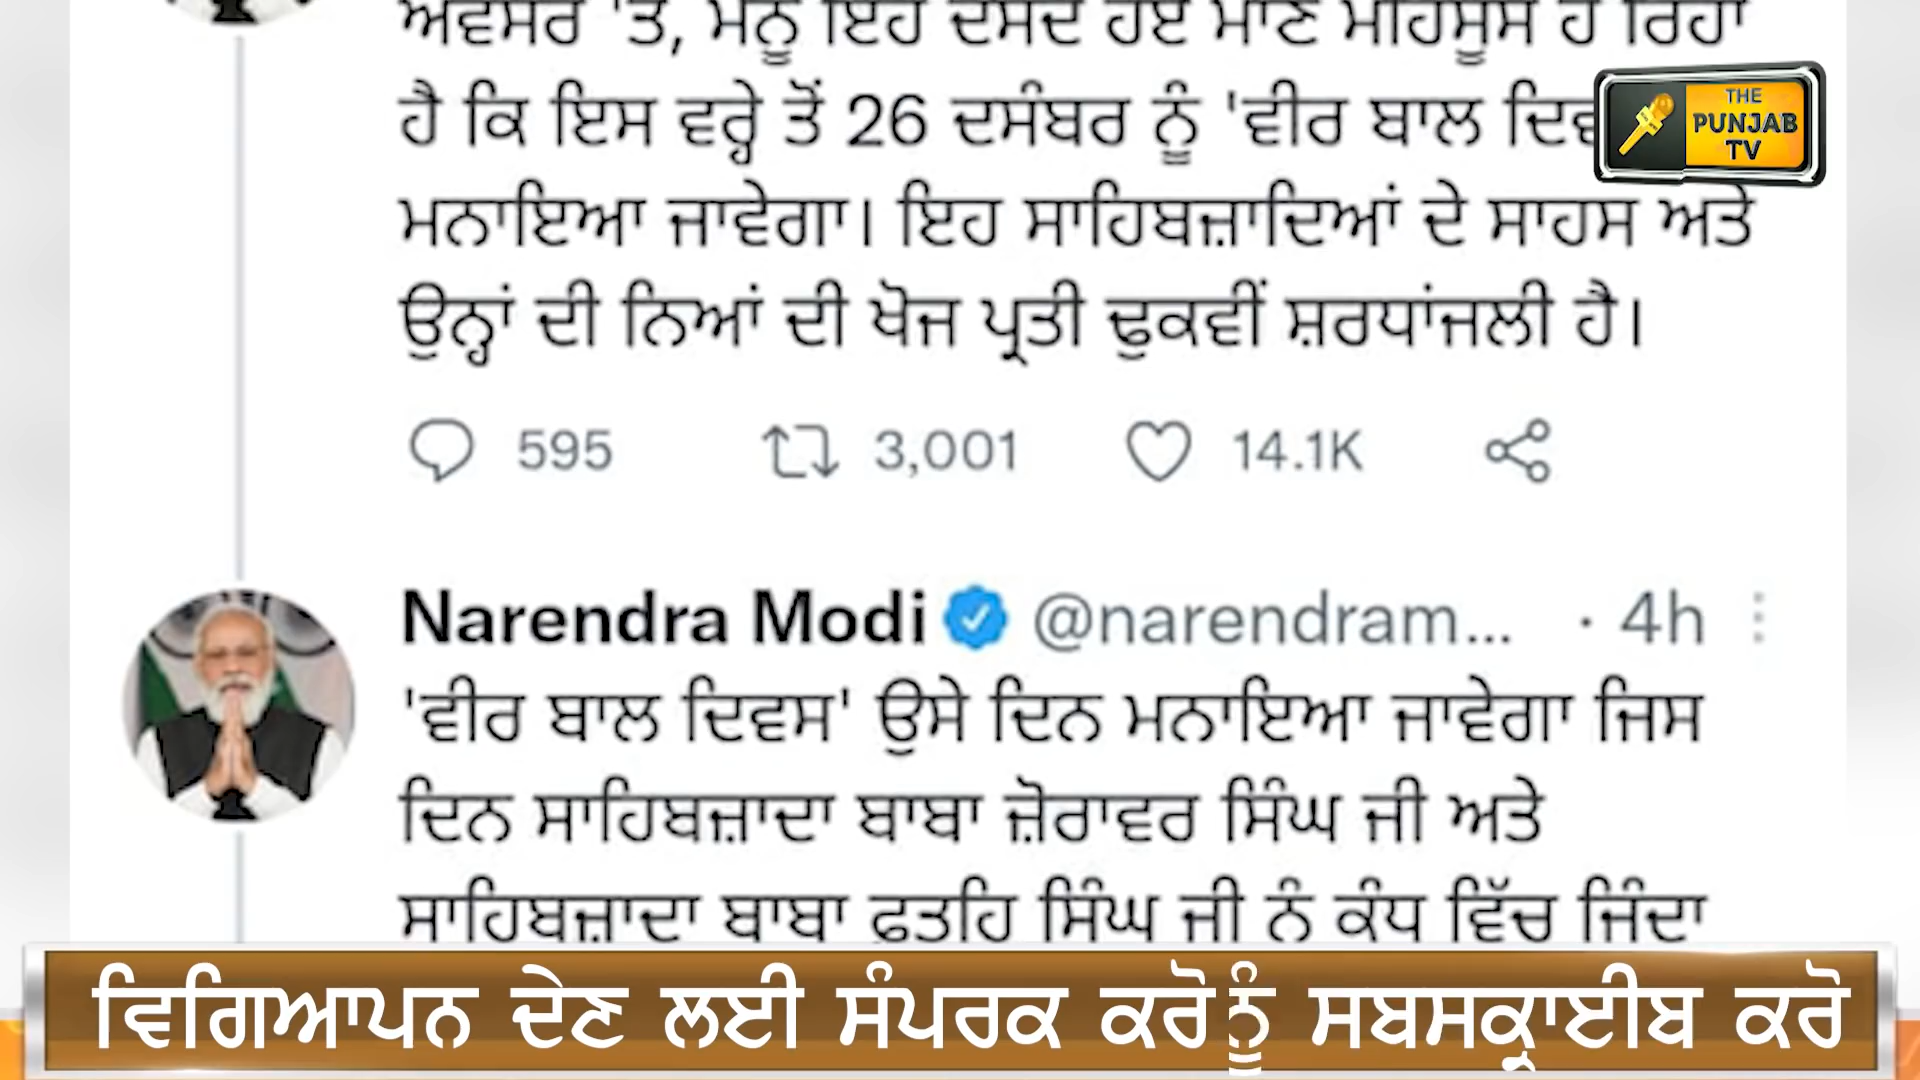 ਅਵਸਰ 'ਤੇ, ਮੈਨੂੰ ਇਹ ਦੱਸਦੇ ਹੋਏ ਮਾਣ ਮਹਿਸੂਸ ਹੋ ਰਿਹਾ
ਹੈ ਕਿ ਇਸ ਵਰ੍ਹੇ ਤੋਂ 26 ਦਸੰਬਰ ਨੂੰ 'ਵੀਰ ਬਾਲ
THE
PUNJAB
TV
ਮਨਾਇਆ ਜਾਵੇਗਾ। ਇਹ ਸਾਹਿਬਜ਼ਾਦਿਆਂ ਦੇ ਸਾਹਸ ਅਤੇ
ਉਨ੍ਹਾਂ ਦੀ ਨਿਆਂ ਦੀ ਖੋਜ ਪ੍ਰਤੀ ਢੁਕਵੀਂ ਸ਼ਰਧਾਂਜਲੀ ਹੈ।
595 3,001 14.1K
Narendra Modi @narendram... · 4h
'ਵੀਰ ਬਾਲ ਦਿਵਸ' ਉਸੇ ਦਿਨ ਮਨਾਇਆ ਜਾਵੇਗਾ ਜਿਸ
ਦਿਨ ਸਾਹਿਬਜ਼ਾਦਾ ਬਾਬਾ ਜ਼ੋਰਾਵਰ ਸਿੰਘ ਜੀ ਅਤੇ
ਸਾਹਿਬਜ਼ਾਦਾ ਬਾਬਾ ਫ਼ਤਹਿ ਸਿੰਘ ਜੀ ਨੇ ਕੰਧ ਵਿੱਚ ਜਿੰਦਾ
ਵਿਗਿਆਪਨ ਦੇਣ ਲਈ ਸੰਪਰਕ ਕਰੋ ਨੂੰ ਸਬਸਕ੍ਰਾਈਬ ਕਰੋ